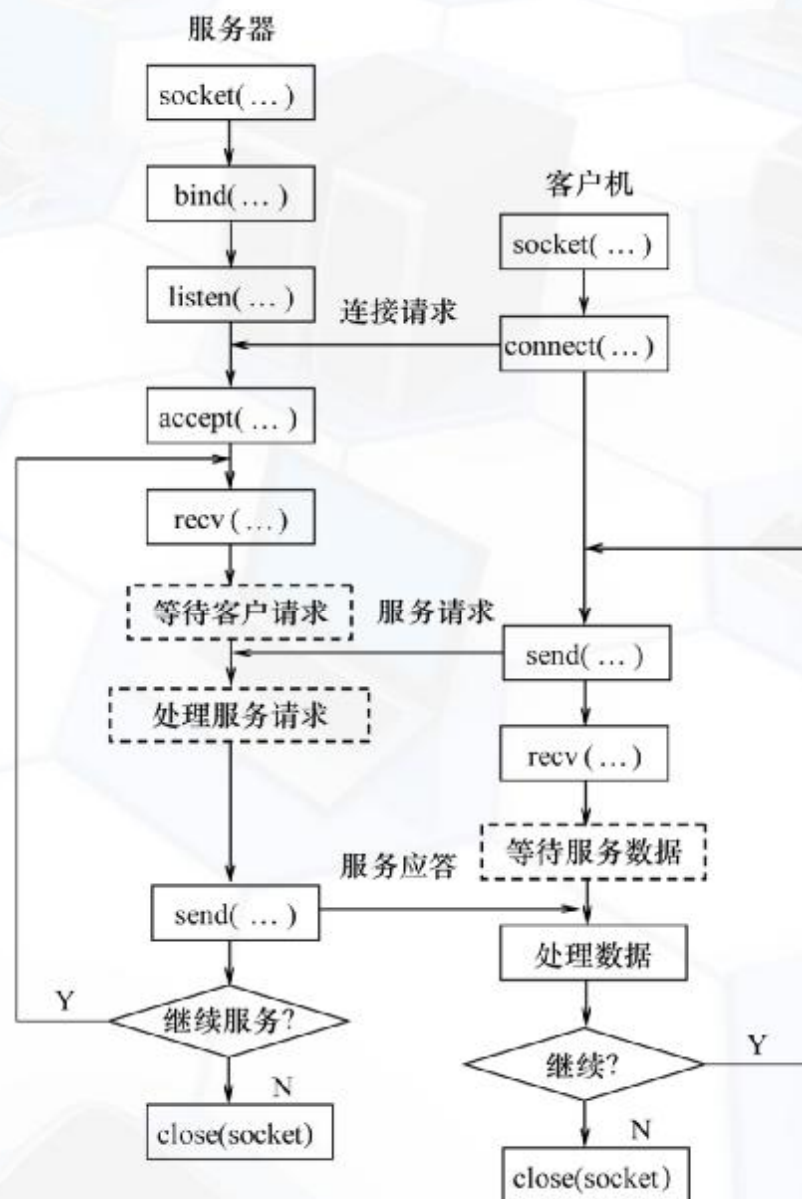 服务器
socket(…)
bind(…)
listen(…)
accept(…)
recv(…)
等待客户请求
处理服务请求
send(…)
继续服务?
Y
N
close(socket)
连接请求
服务请求
服务应答
客户机
socket(…)
connect(…)
send(…)
recv(…)
等待服务数据
处理数据
继续?
Y
N
close(socket)